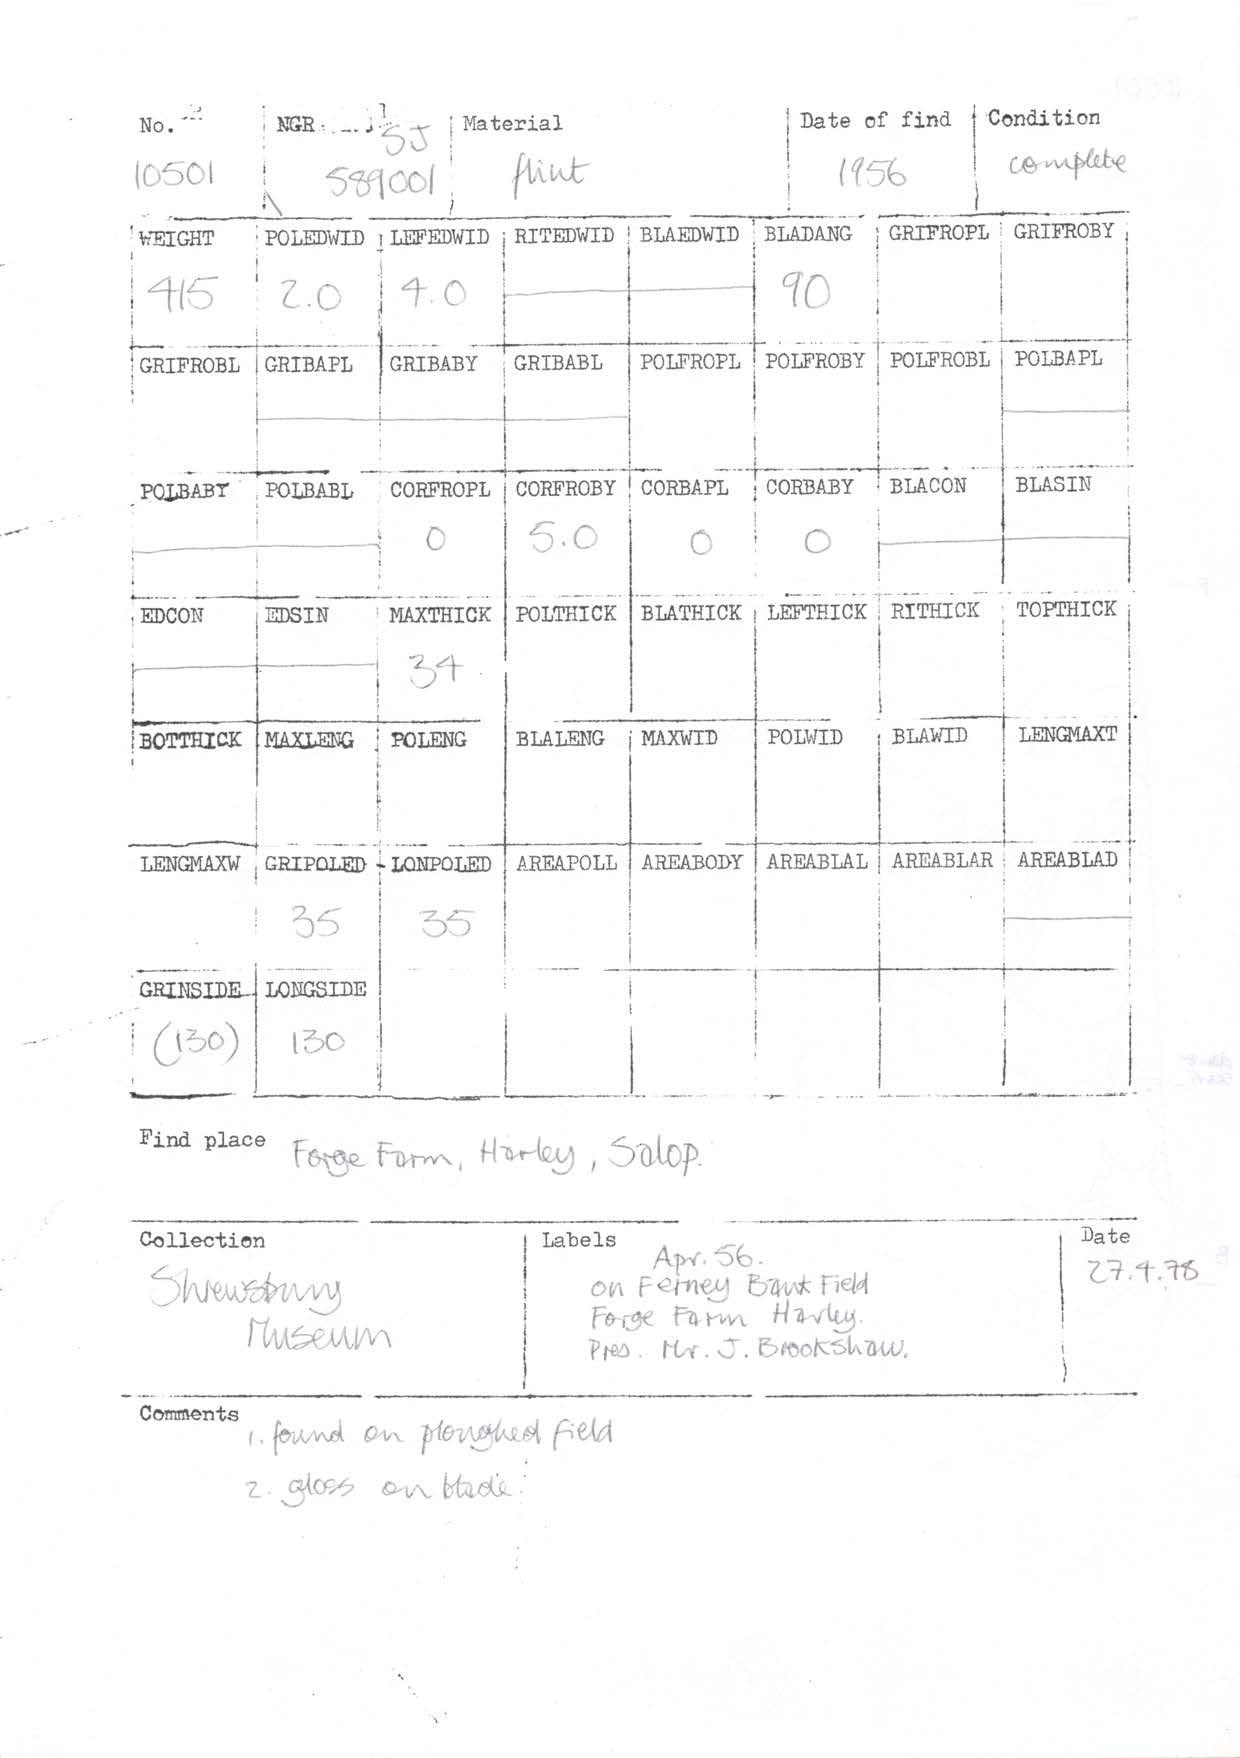 No. NGR Material Date of find Condition
10501 SJ 589001 flint 1956 complete
WEIGHT POLEDWID LEFEDWID RITEDWID BLAEDWID BLADANG GRIFROPL GRIFROBY
415 2.0 4.0 90
GRIFROBL GRIBAPL GRIBABY GRIBABL POLFROPL POLFROBY POLFROBL POLBAPL
POLBABY POLBABL CORFROPL CORFROBY CORBAPL CORBABY BLACON BLASIN
0 5.0 0 0
EDCON EDSIN MAXTHICK POLTHICK BLATHICK LEFTHICK RITHICK TOPTHICK
34
BOTTHICK MAXLENG POLENG BLALENG MAXWID POLWID BLAWID LENGMAXT
LENGMAXW GRIPOLED LONPOLED AREAPOLL AREABODY AREABLAL AREABLAR AREABLAD
35 35
GRINSIDE LONGSIDE
(130) 130
Find place Forge Farm, Harley, Salop.
Collection Labels Date
Shrewsbury
Museum
Apr. 56.
on Ferney Bank Field
Forge Farm Harley.
Pres. Mr. J. Brookshaw.
27.4.78
Comments
1. found on ploughed field
2. gloss on blade.